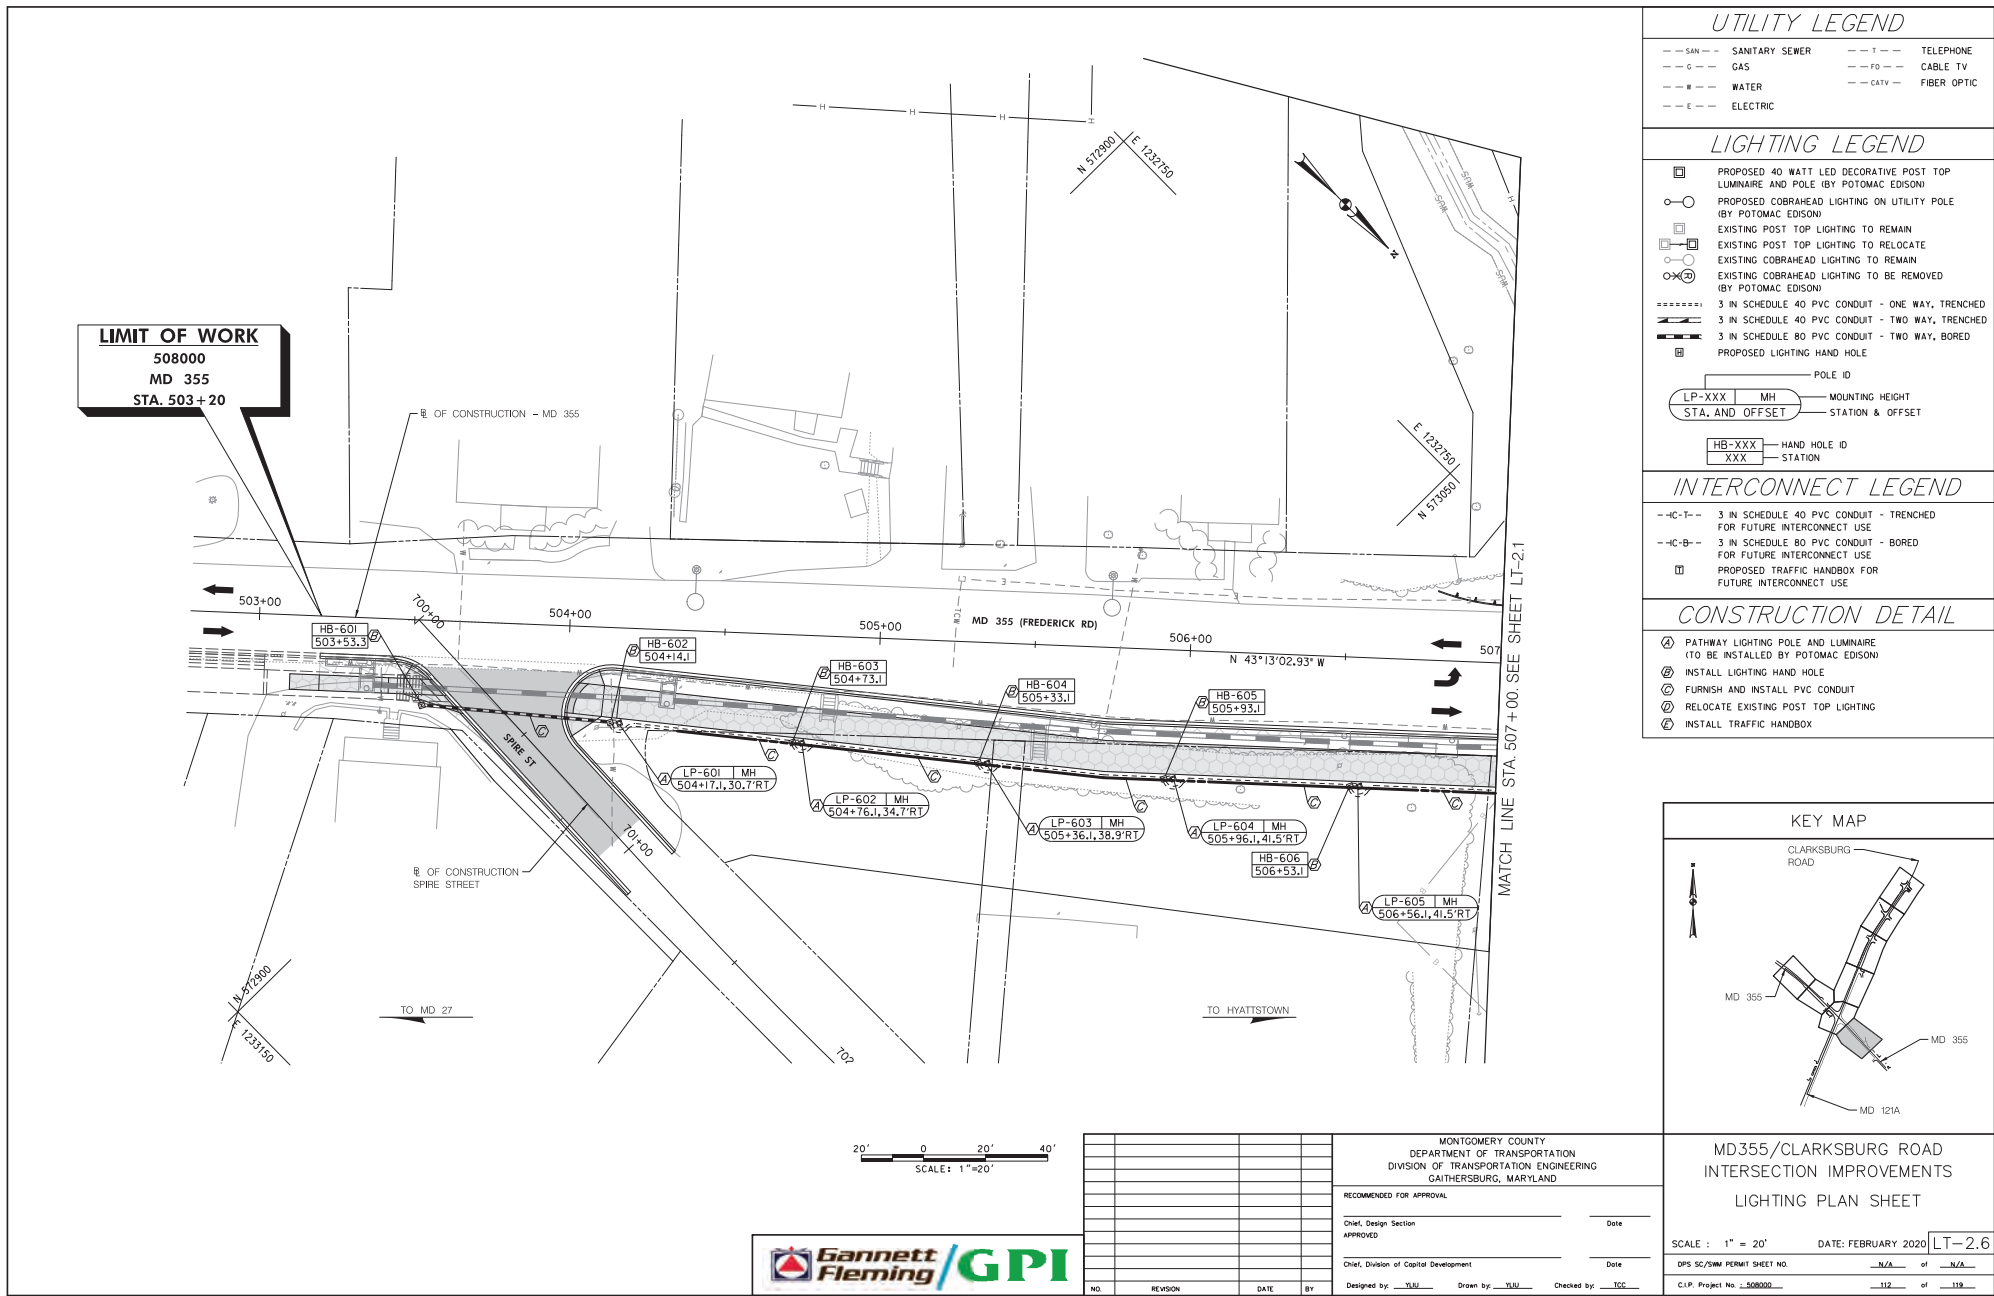 UTILITY LEGEND
SAN SANITARY SEWER
G GAS
W WATER
E ELECTRIC
T TELEPHONE
FO CABLE TV
CATV FIBER OPTIC
LIGHTING LEGEND
PROPOSED 40 WATT LED DECORATIVE POST TOP
LUMINAIRE AND POLE (BY POTOMAC EDISON)
PROPOSED COBRAHEAD LIGHTING ON UTILITY POLE
(BY POTOMAC EDISON)
EXISTING POST TOP LIGHTING TO REMAIN
EXISTING POST TOP LIGHTING TO RELOCATE
EXISTING COBRAHEAD LIGHTING TO REMAIN
R EXISTING COBRAHEAD LIGHTING TO BE REMOVED
(BY POTOMAC EDISON)
3 IN SCHEDULE 40 PVC CONDUIT - ONE WAY, TRENCHED
3 IN SCHEDULE 40 PVC CONDUIT - TWO WAY, TRENCHED
3 IN SCHEDULE 80 PVC CONDUIT - TWO WAY, BORED
H PROPOSED LIGHTING HAND HOLE
POLE ID
LP-XXX MH MOUNTING HEIGHT
STA. AND OFFSET STATION & OFFSET
HB-XXX HAND HOLE ID
XXX STATION
INTERCONNECT LEGEND
IC-T 3 IN SCHEDULE 40 PVC CONDUIT - TRENCHED
FOR FUTURE INTERCONNECT USE
IC-B 3 IN SCHEDULE 80 PVC CONDUIT - BORED
FOR FUTURE INTERCONNECT USE
T PROPOSED TRAFFIC HANDBOX FOR
FUTURE INTERCONNECT USE
CONSTRUCTION DETAIL
A PATHWAY LIGHTING POLE AND LUMINAIRE
(TO BE INSTALLED BY POTOMAC EDISON)
B INSTALL LIGHTING HAND HOLE
C FURNISH AND INSTALL PVC CONDUIT
D RELOCATE EXISTING POST TOP LIGHTING
E INSTALL TRAFFIC HANDBOX
KEY MAP
CLARKSBURG
ROAD
MD 355
MD 355
MD 121A
LIMIT OF WORK
508000
MD 355
STA. 503+20
B OF CONSTRUCTION - MD 355
N 572900
E 1232750
N
E 1232750
N 573050
503+00
700+00
504+00
505+00
MD 355 (FREDERICK RD)
506+00
N 43°13'02.93" W
507
HB-601
503+53.3
B
HB-602
504+14.1
B
HB-603
504+73.1
B
HB-604
505+33.1
B
HB-605
505+93.1
B
HB-606
506+53.1
B
SPIRE ST
C
A LP-601 MH
504+17.1, 30.7'RT
C
A LP-602 MH
504+76.1, 34.7'RT
C
A LP-603 MH
505+36.1, 38.9'RT
C
A LP-604 MH
505+96.1, 41.5'RT
C
A LP-605 MH
506+56.1, 41.5'RT
C
MATCH LINE STA. 507+00. SEE SHEET LT-2.1
701+00
B OF CONSTRUCTION
SPIRE STREET
N 572900
E 1233150
TO MD 27
702
TO HYATTSTOWN
20' 0 20' 40'
SCALE: 1"=20'
Gannett
Fleming / GPI
NO. REVISION DATE BY
MONTGOMERY COUNTY
DEPARTMENT OF TRANSPORTATION
DIVISION OF TRANSPORTATION ENGINEERING
GAITHERSBURG, MARYLAND
RECOMMENDED FOR APPROVAL
Chief, Design Section Date
APPROVED
Chief, Division of Capital Development Date
Designed by: YLIU Drawn by: YLIU Checked by: TCC
MD355/CLARKSBURG ROAD
INTERSECTION IMPROVEMENTS
LIGHTING PLAN SHEET
SCALE : 1" = 20' DATE: FEBRUARY 2020 LT-2.6
DPS SC/SWM PERMIT SHEET NO. N/A of N/A
C.I.P. Project No. : 508000 112 of 119